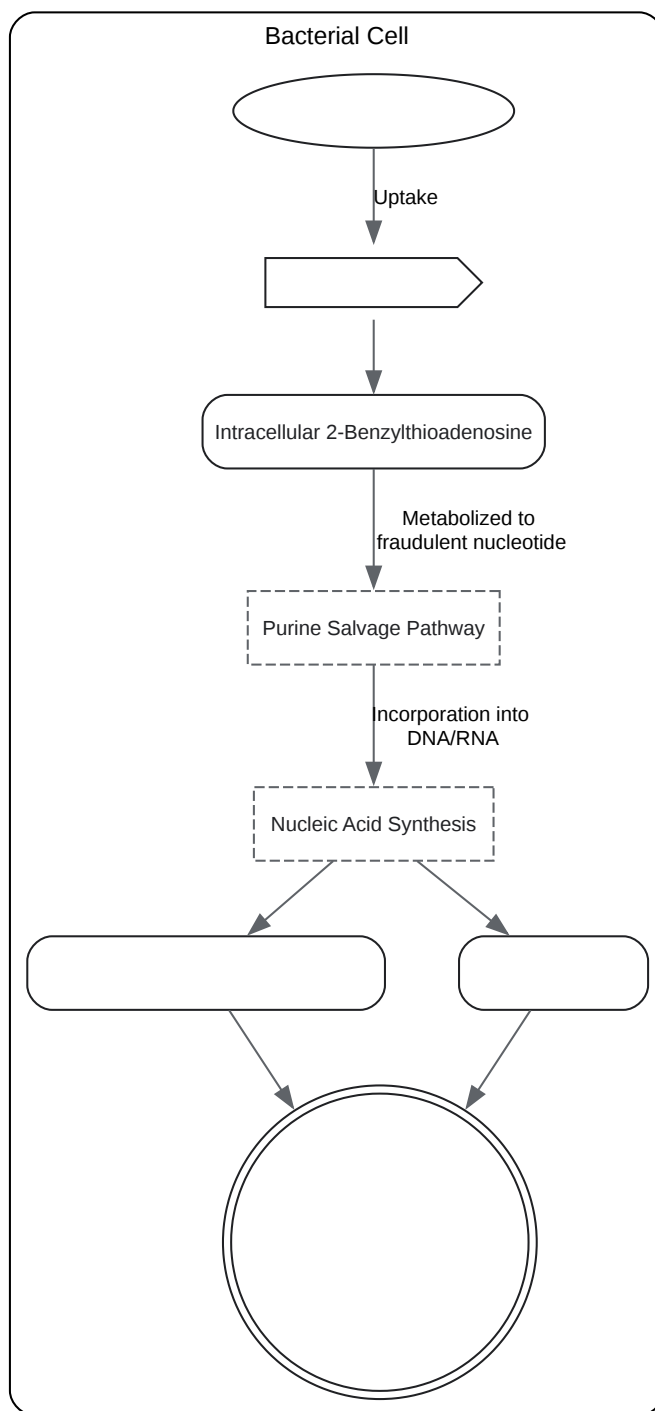 Bacterial Cell
Uptake
Intracellular 2-Benzylthioadenosine
Metabolized to
fraudulent nucleotide
Purine Salvage Pathway
Incorporation into
DNA/RNA
Nucleic Acid Synthesis